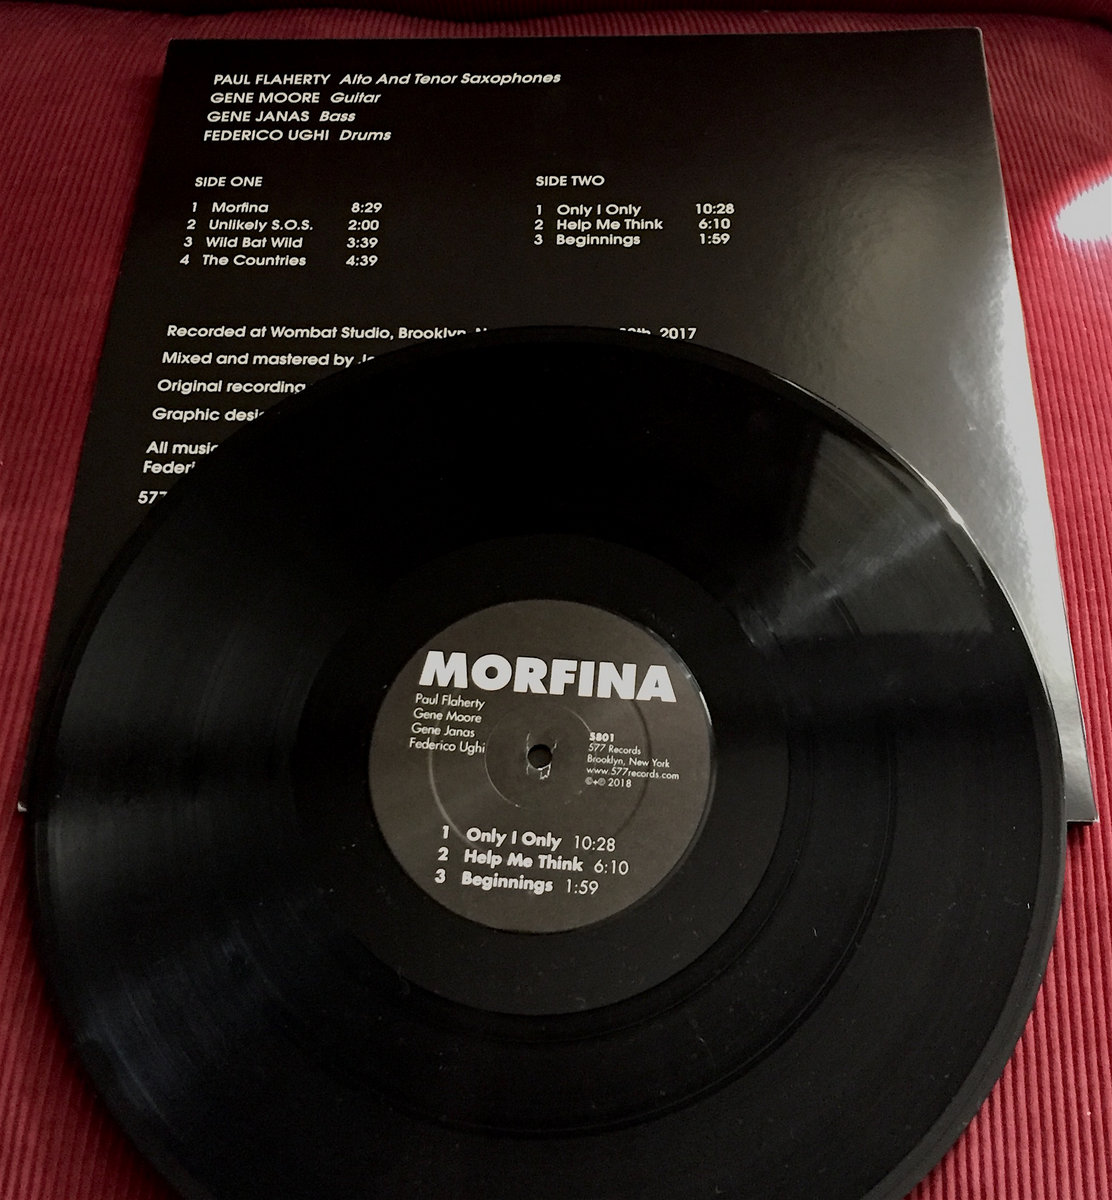 PAUL FLAHERTY Alto And Tenor Saxophones
GENE MOORE Guitar
GENE JANAS Bass
FEDERICO UGHI Drums
SIDE ONE
1 Morfina 8:29
2 Unlikely S.O.S. 2:00
3 Wild Bat Wild 3:39
4 The Countries 4:39
SIDE TWO
1 Only I Only 10:28
2 Help Me Think 6:10
3 Beginnings 1:59
Recorded at Wombat Studio, Brooklyn, 2017
Mixed and mastered by
Original recording
Graphic
All music
577
MORFINA
Paul Flaherty
Gene Moore
Gene Janas
Federico Ughi
5801
577 Records
Brooklyn, New York
www.577records.com
©+℗ 2018
1 Only I Only 10:28
2 Help Me Think 6:10
3 Beginnings 1:59